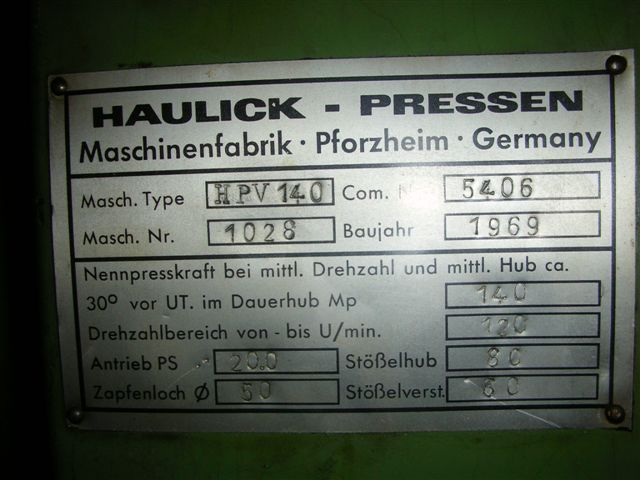 HAULICK - PRESSEN
Maschinenfabrik · Pforzheim · Germany
Masch. Type HPV 140 Com. 5406
Masch. Nr. 1028 Baujahr 1969
Nennpresskraft bei mittl. Drehzahl und mittl. Hub ca.
30° vor UT. im Dauerhub Mp 140
Drehzahlbereich von - bis U/min.
Antrieb PS 20.0 Stößelhub 80
Zapfenloch Ø 50 Stößelverst. 60